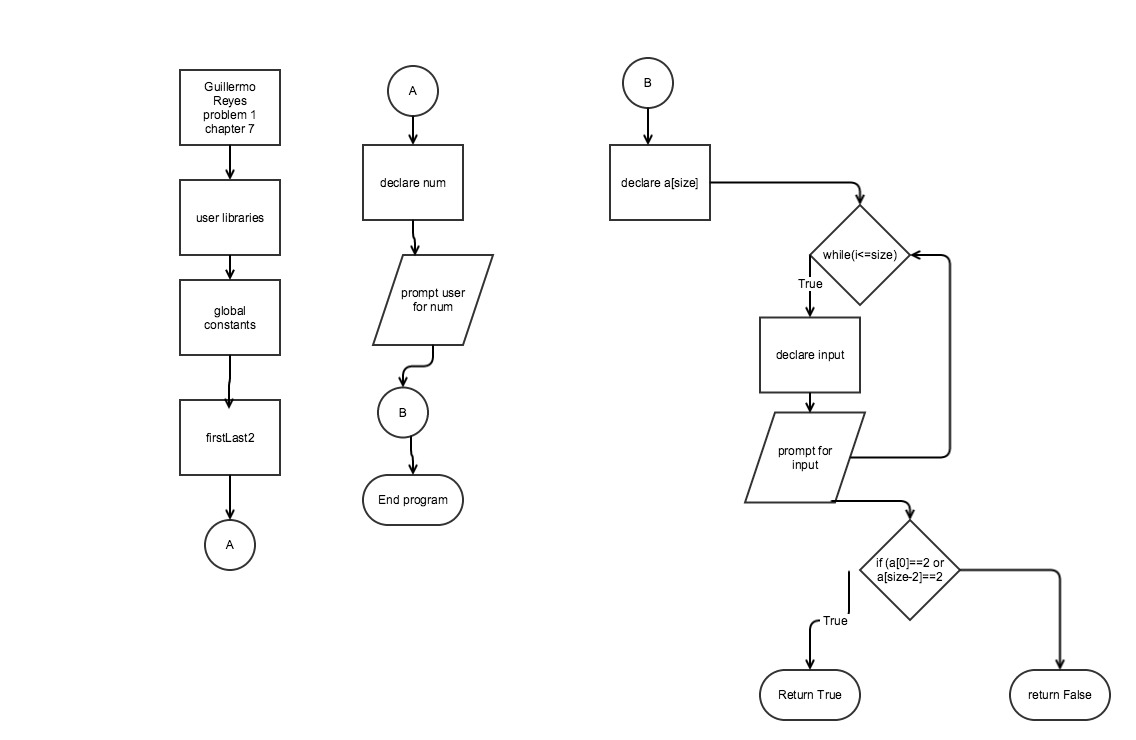 Guillermo
Reyes
problem 1
chapter 7
user libraries
global
constants
firstLast2
A
A
declare num
prompt user
for num
B
End program
B
declare a[size]
while(i<=size)
True
declare input
prompt for
input
if (a[0]==2 or
a[size-2]==2
True
Return True
return False